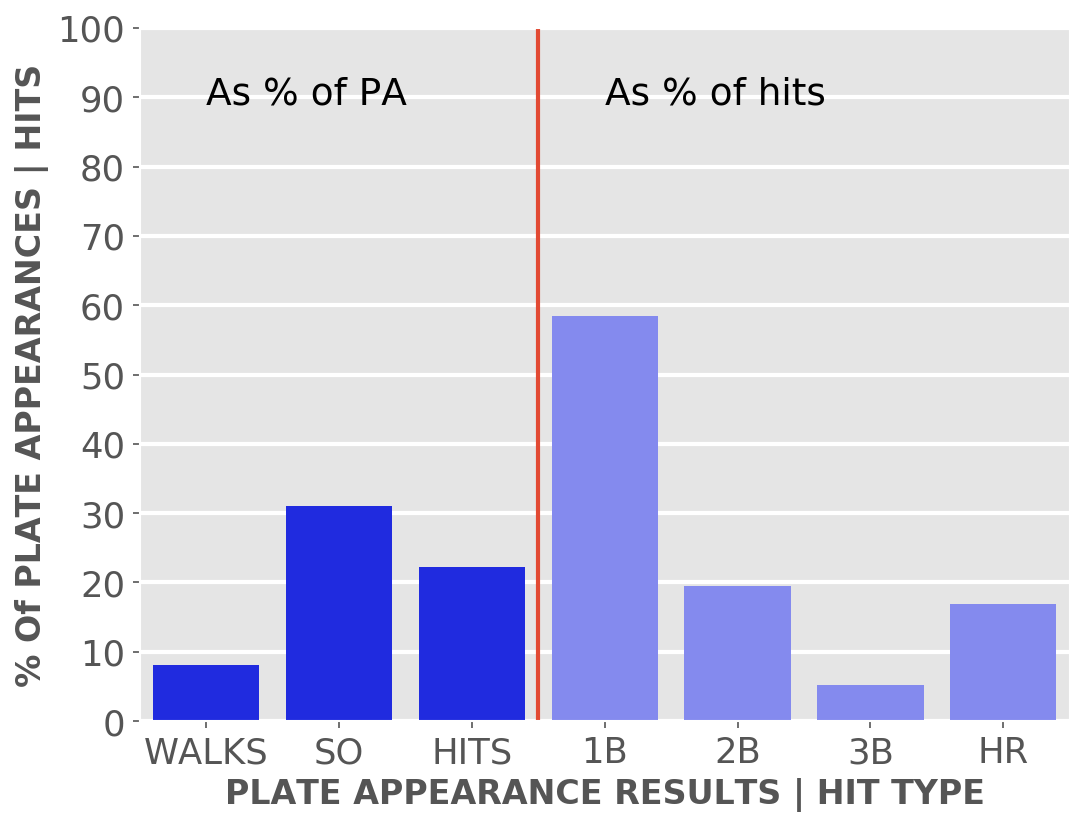 % Of PLATE APPEARANCES | HITS
100
90
80
70
60
50
40
30
20
10
0
As % of PA
As % of hits
WALKS SO HITS 1B 2B 3B HR
PLATE APPEARANCE RESULTS | HIT TYPE